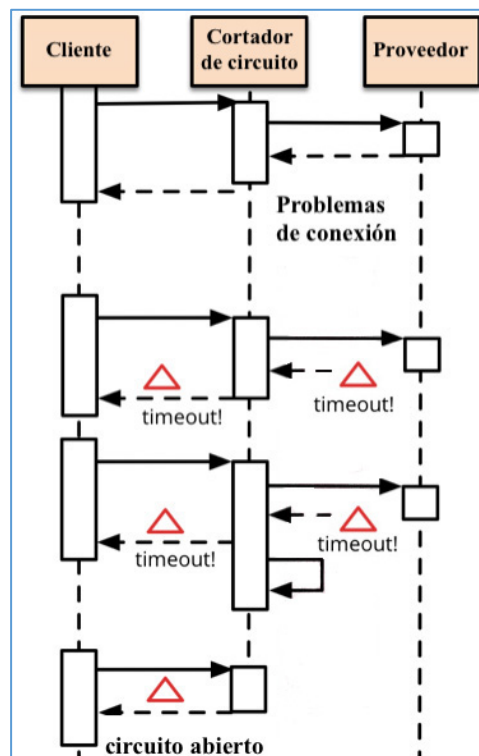 Cliente
Cortador
de circuito
Proveedor
Problemas
de conexión
timeout!
timeout!
timeout!
timeout!
circuito abierto